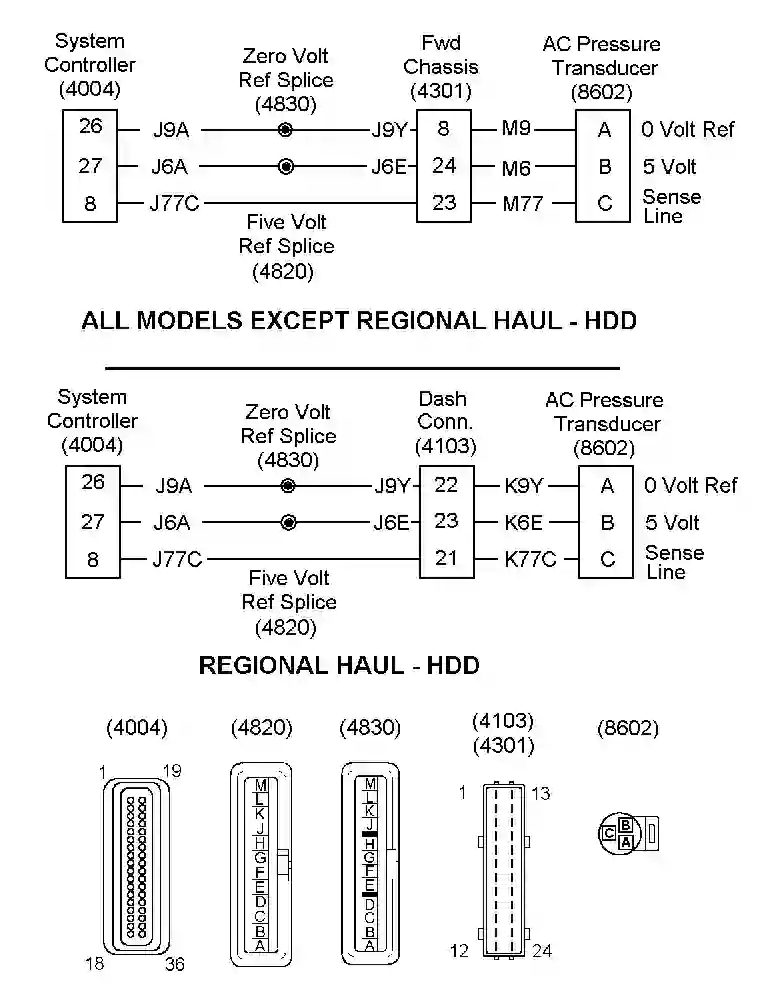 System
Controller
(4004)
Zero Volt
Ref Splice
(4830)
Fwd
Chassis
(4301)
AC Pressure
Transducer
(8602)
26 J9A J9Y 8 M9 A 0 Volt Ref
27 J6A J6E 24 M6 B 5 Volt
8 J77C 23 M77 C Sense
Line
Five Volt
Ref Splice
(4820)
ALL MODELS EXCEPT REGIONAL HAUL - HDD
System
Controller
(4004)
Zero Volt
Ref Splice
(4830)
Dash
Conn.
(4103)
AC Pressure
Transducer
(8602)
26 J9A J9Y 22 K9Y A 0 Volt Ref
27 J6A J6E 23 K6E B 5 Volt
8 J77C 21 K77C C Sense
Line
Five Volt
Ref Splice
(4820)
REGIONAL HAUL - HDD
(4004)
1 19
18 36
(4820)
M
L
K
J
H
G
F
E
D
C
B
A
(4830)
M
L
K
J
H
G
F
E
D
C
B
A
(4103)
(4301)
1 13
12 24
(8602)
B
C
A